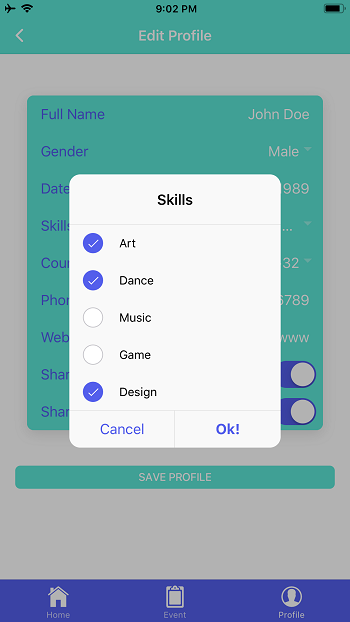 9:02 PM
Edit Profile
Full Name John Doe
Gender Male
Date 1989
Skills
Skills ...
Art
Cour 32
Dance
Phon 6789
Music
Web www
Game
Shar
Design
Shar
Cancel Ok!
SAVE PROFILE
Home Event Profile